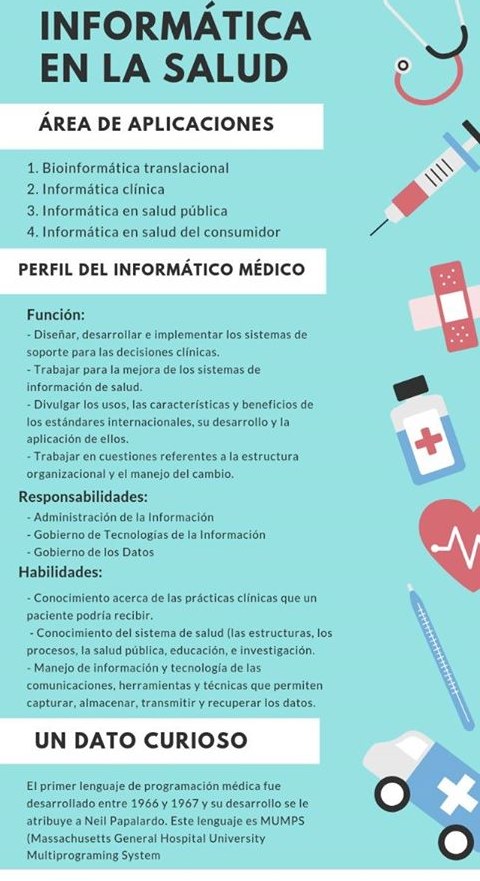 INFORMÁTICA
EN LA SALUD
ÁREA DE APLICACIONES
1. Bioinformática translacional
2. Informática clínica
3. Informática en salud pública
4. Informática en salud del consumidor
PERFIL DEL INFORMÁTICO MÉDICO
Función:
- Diseñar, desarrollar e implementar los sistemas de
soporte para las decisiones clínicas.
- Trabajar para la mejora de los sistemas de
información de salud.
- Divulgar los usos, las características y beneficios de
los estándares internacionales, su desarrollo y la
aplicación de ellos.
- Trabajar en cuestiones referentes a la estructura
organizacional y el manejo del cambio.
Responsabilidades:
- Administración de la Información
- Gobierno de Tecnologías de la Información
- Gobierno de los Datos
Habilidades:
- Conocimiento acerca de las prácticas clínicas que un
paciente podría recibir.
- Conocimiento del sistema de salud (las estructuras, los
procesos, la salud pública, educación, e investigación.
- Manejo de información y tecnología de las
comunicaciones, herramientas y técnicas que permiten
capturar, almacenar, transmitir y recuperar los datos.
UN DATO CURIOSO
El primer lenguaje de programación médica fue
desarrollado entre 1966 y 1967 y su desarrollo se le
atribuye a Neil Papalardo. Este lenguaje es MUMPS
(Massachusetts General Hospital University
Multiprograming System